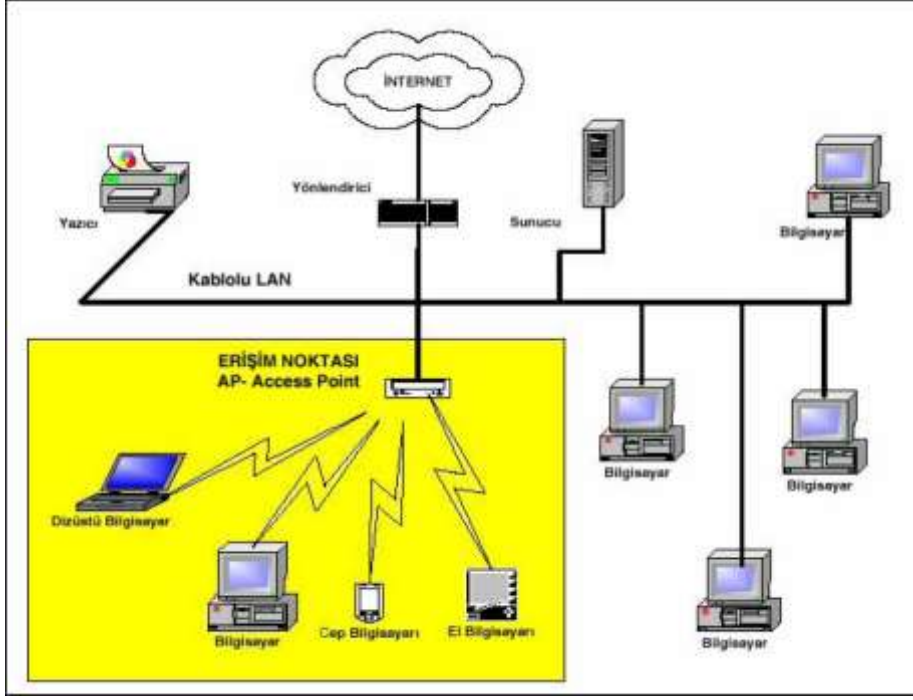 İNTERNET
Yönlendirici
Yazıcı
Sunucu
Bilgisayar
Kablolu LAN
ERİŞİM NOKTASI
AP- Access Point
Bilgisayar
Bilgisayar
Dizüstü Bilgisayar
Bilgisayar
Cep Bilgisayarı
El Bilgisayarı
Bilgisayar